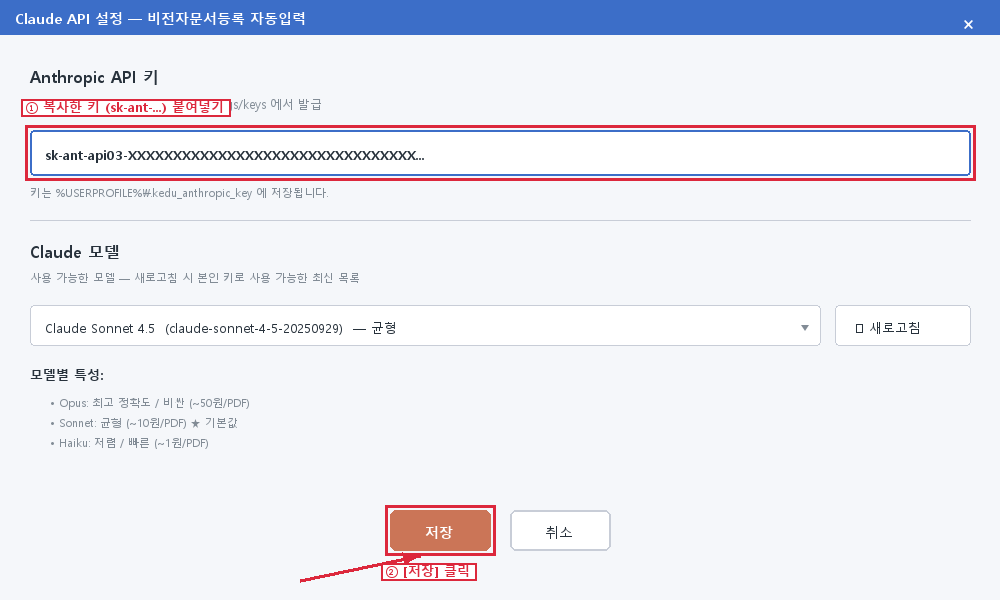 Claude API 설정 — 비전자문서등록 자동입력
×
Anthropic API 키
① 복사한 키 (sk-ant-...) 붙여넣기 s/keys 에서 발급
sk-ant-api03-XXXXXXXXXXXXXXXXXXXXXXXXXXXXXXXX...
키는 %USERPROFILE%₩.kedu_anthropic_key 에 저장됩니다.
Claude 모델
사용 가능한 모델 — 새로고침 시 본인 키로 사용 가능한 최신 목록
Claude Sonnet 4.5 (claude-sonnet-4-5-20250929) — 균형 ▼
새로고침
모델별 특성:
• Opus: 최고 정확도 / 비싼 (~50원/PDF)
• Sonnet: 균형 (~10원/PDF) ★ 기본값
• Haiku: 저렴 / 빠른 (~1원/PDF)
저장
취소
② [저장] 클릭